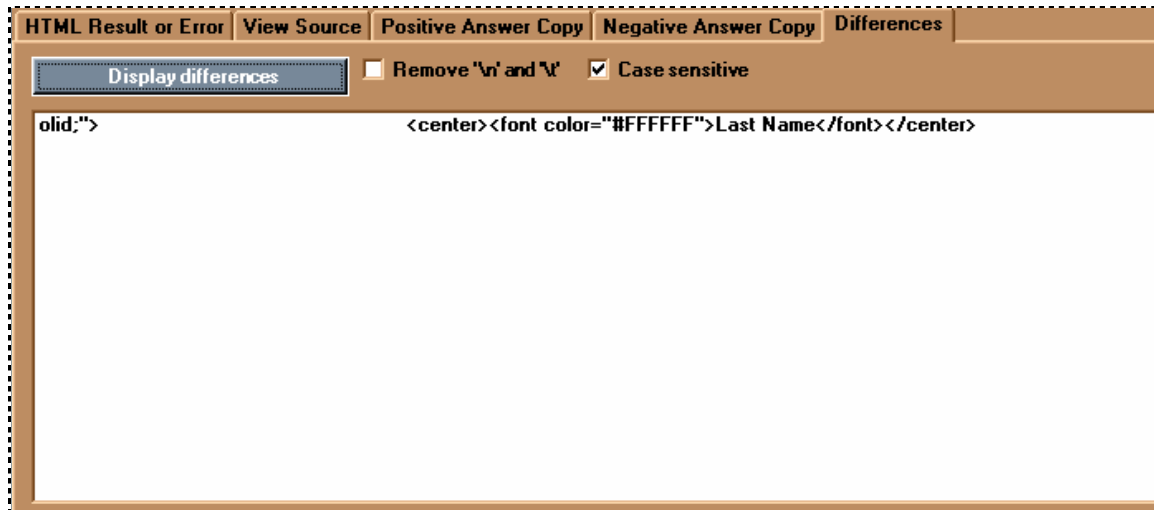 HTML Result or Error View Source Positive Answer Copy Negative Answer Copy Differences
Display differences Remove '\n' and '\t' Case sensitive
olid;"> <center><font color="#FFFFFF">Last Name</font></center>